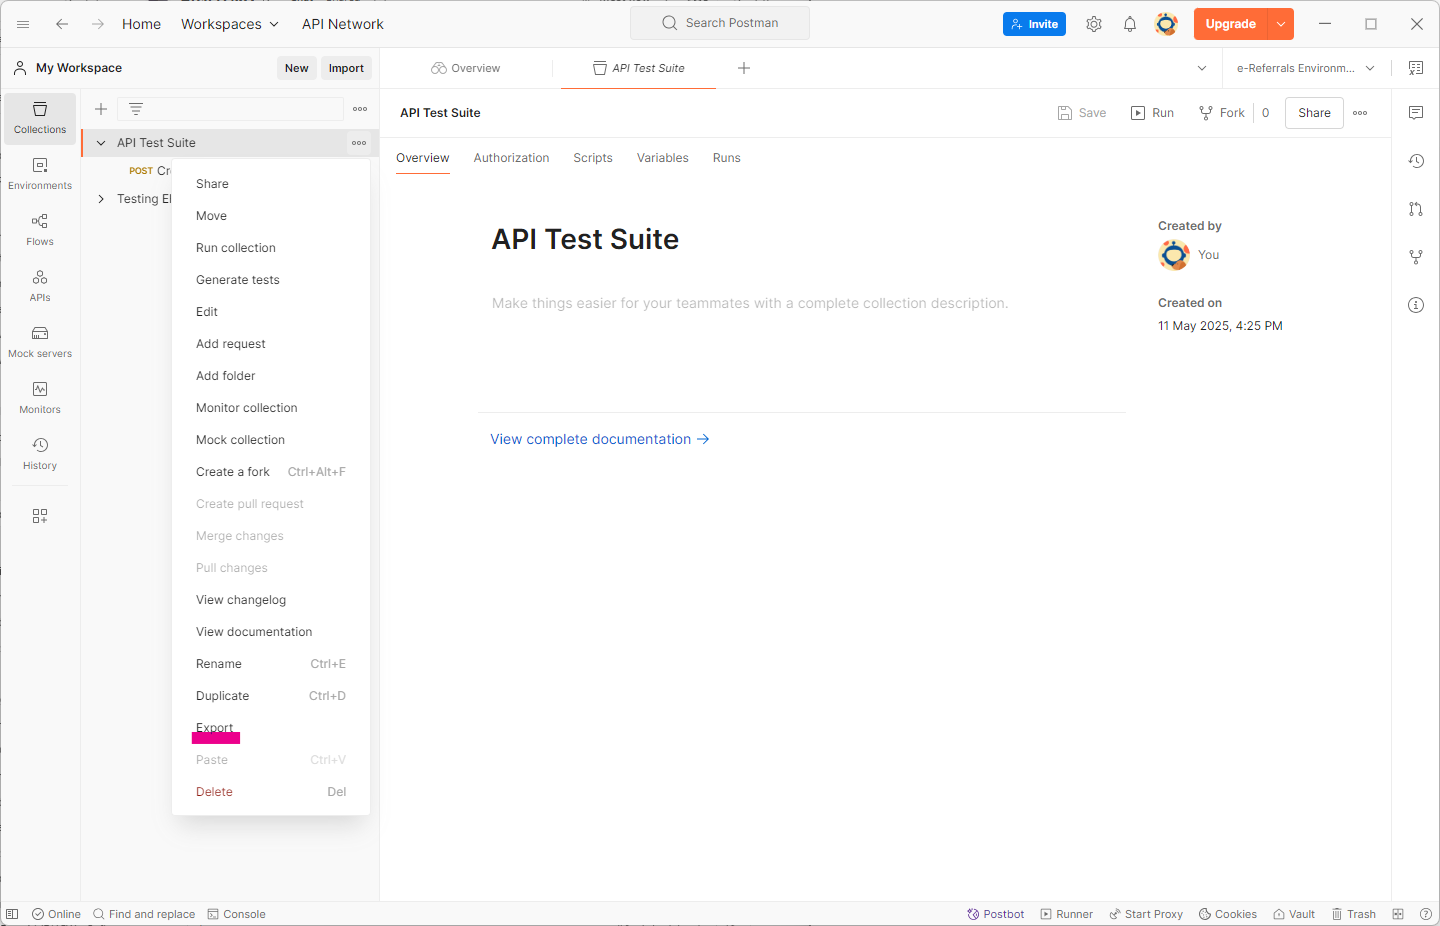 Home Workspaces API Network Search Postman Invite Upgrade
My Workspace New Import Overview API Test Suite e-Referrals Environm...
Collections
Environments
Flows
APIs
Mock servers
Monitors
History
API Test Suite
POST
Testing
Share
Move
Run collection
Generate tests
Edit
Add request
Add folder
Monitor collection
Mock collection
Create a fork Ctrl+Alt+F
Create pull request
Merge changes
Pull changes
View changelog
View documentation
Rename Ctrl+E
Duplicate Ctrl+D
Export
Paste Ctrl+V
Delete Del
API Test Suite Save Run Fork 0 Share
Overview Authorization Scripts Variables Runs
API Test Suite
Make things easier for your teammates with a complete collection description.
View complete documentation →
Created by
You
Created on
11 May 2025, 4:25 PM
Online Find and replace Console Postbot Runner Start Proxy Cookies Vault Trash